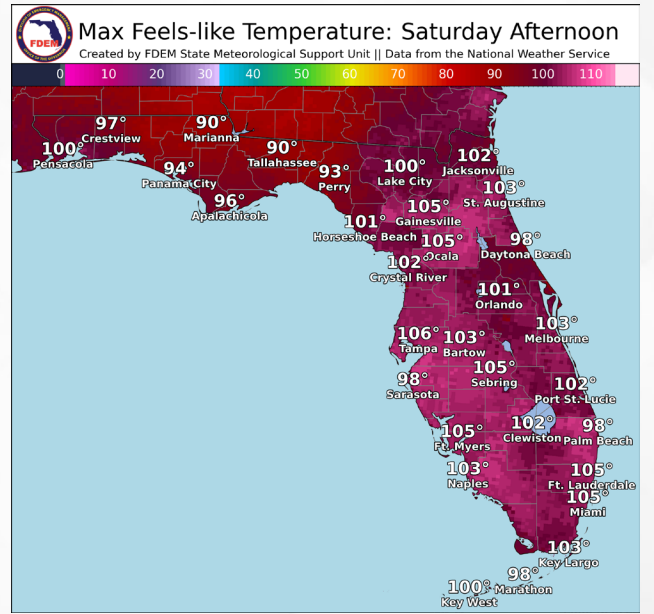 FDEM
Max Feels-like Temperature: Saturday Afternoon
Created by FDEM State Meteorological Support Unit || Data from the National Weather Service
0 10 20 30 40 50 60 70 80 90 100 110
97°
Crestview
90°
Marianna
100°
Pensacola
90°
Tallahassee
94°
Panama City
93°
Perry
96°
Apalachicola
100°
Lake City
102°
Jacksonville
103°
St. Augustine
105°
Gainesville
101°
Horseshoe Beach
105°
Ocala
98°
Daytona Beach
102°
Crystal River
101°
Orlando
103°
Melbourne
106°
Tampa
103°
Bartow
105°
Sebring
98°
Sarasota
102°
Port St. Lucie
102°
Clewiston
98°
Palm Beach
105°
Ft. Myers
103°
Naples
105°
Ft. Lauderdale
105°
Miami
103°
Key Largo
98°
Marathon
100°
Key West